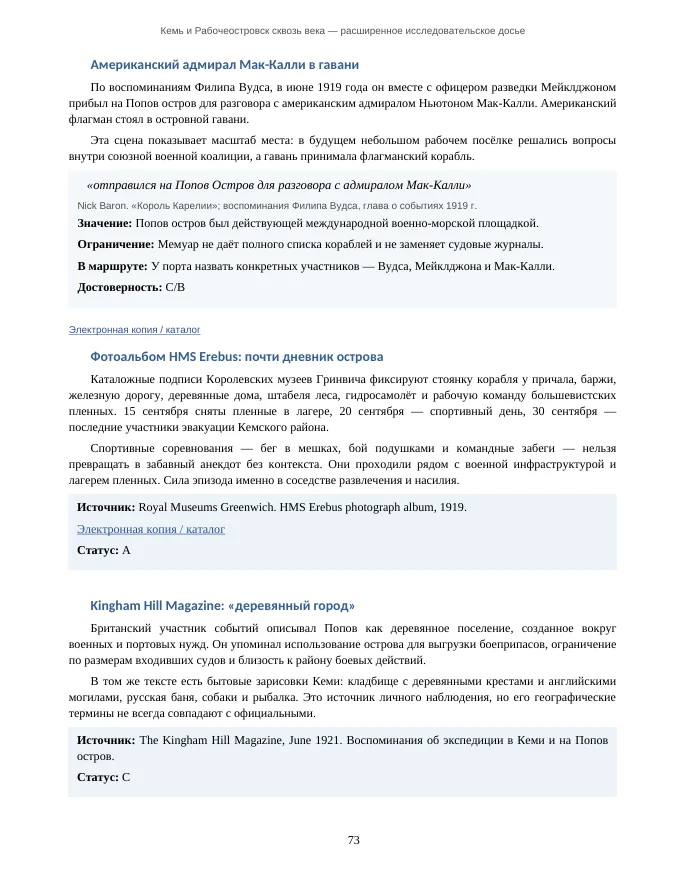 Кемь и Рабочеостровск сквозь века — расширенное исследовательское досье
Американский адмирал Мак-Калли в гавани
По воспоминаниям Филипа Вудса, в июне 1919 года он вместе с офицером разведки Мейклджоном
прибыл на Попов остров для разговора с американским адмиралом Ньютоном Мак-Калли. Американский
флагман стоял в островной гавани.
Эта сцена показывает масштаб места: в будущем небольшом рабочем посёлке решались вопросы
внутри союзной военной коалиции, а гавань принимала флагманский корабль.
«отправился на Попов Остров для разговора с адмиралом Мак-Калли»
Nick Baron. «Король Карелии»; воспоминания Филипа Вудса, глава о событиях 1919 г.
Значение: Попов остров был действующей международной военно-морской площадкой.
Ограничение: Мемуар не даёт полного списка кораблей и не заменяет судовые журналы.
В маршруте: У порта назвать конкретных участников — Вудса, Мейклджона и Мак-Калли.
Достоверность: C/B
Электронная копия / каталог
Фотоальбом HMS Erebus: почти дневник острова
Каталожные подписи Королевских музеев Гринвича фиксируют стоянку корабля у причала, баржи,
железную дорогу, деревянные дома, штабеля леса, гидросамолёт и рабочую команду большевистских
пленных. 15 сентября сняты пленные в лагере, 20 сентября — спортивный день, 30 сентября —
последние участники эвакуации Кемского района.
Спортивные соревнования — бег в мешках, бой подушками и командные забеги — нельзя
превращать в забавный анекдот без контекста. Они проходили рядом с военной инфраструктурой и
лагерем пленных. Сила эпизода именно в соседстве развлечения и насилия.
Источник: Royal Museums Greenwich. HMS Erebus photograph album, 1919.
Электронная копия / каталог
Статус: A
Kingham Hill Magazine: «деревянный город»
Британский участник событий описывал Попов как деревянное поселение, созданное вокруг
военных и портовых нужд. Он упоминал использование острова для выгрузки боеприпасов, ограничение
по размерам входивших судов и близость к району боевых действий.
В том же тексте есть бытовые зарисовки Кеми: кладбище с деревянными крестами и английскими
могилами, русская баня, собаки и рыбалка. Это источник личного наблюдения, но его географические
термины не всегда совпадают с официальными.
Источник: The Kingham Hill Magazine, June 1921. Воспоминания об экспедиции в Кеми и на Попов
остров.
Статус: C
73